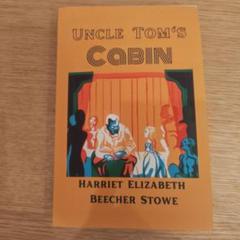 Uncle Tom's
Cabin
Harriet Elizabeth
Beecher Stowe